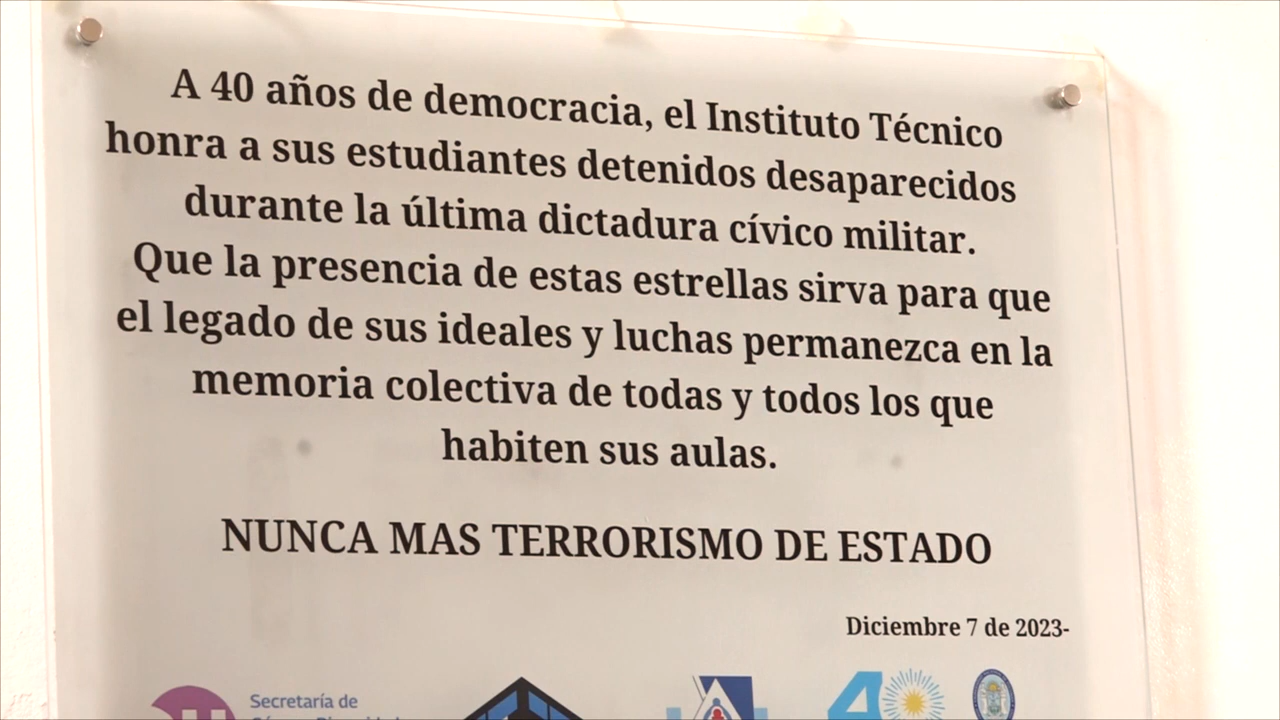 A 40 años de democracia, el Instituto Técnico
honra a sus estudiantes detenidos desaparecidos
durante la última dictadura cívico militar.
Que la presencia de estas estrellas sirva para que
el legado de sus ideales y luchas permanezca en la
memoria colectiva de todas y todos los que
habiten sus aulas.
NUNCA MAS TERRORISMO DE ESTADO
Diciembre 7 de 2023-
Secretaría de
40